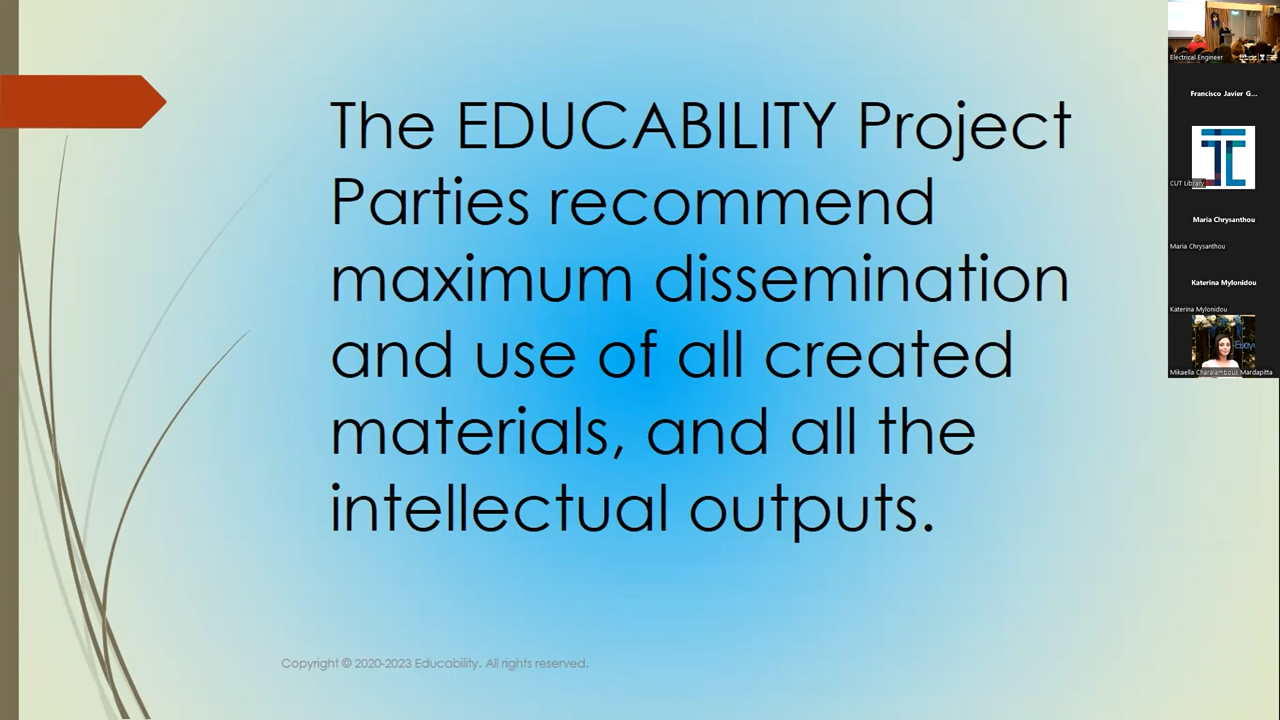 The EDUCABILITY Project
Parties recommend
maximum dissemination
and use of all created
materials, and all the
intellectual outputs.
Copyright © 2020-2023 Educability. All rights reserved.
Electrical Engineer
Francisco Javier G...
CUT Library
Maria Chrysanthou
Maria Chrysanthou
Katerina Mylonidou
Katerina Mylonidou
Mikaella Charalambous Mardapitta